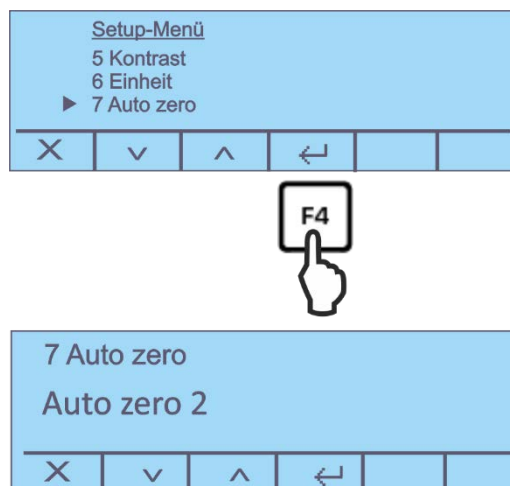 Setup-Menü
5 Kontrast
6 Einheit
▶ 7 Auto zero
F4
7 Auto zero
Auto zero 2